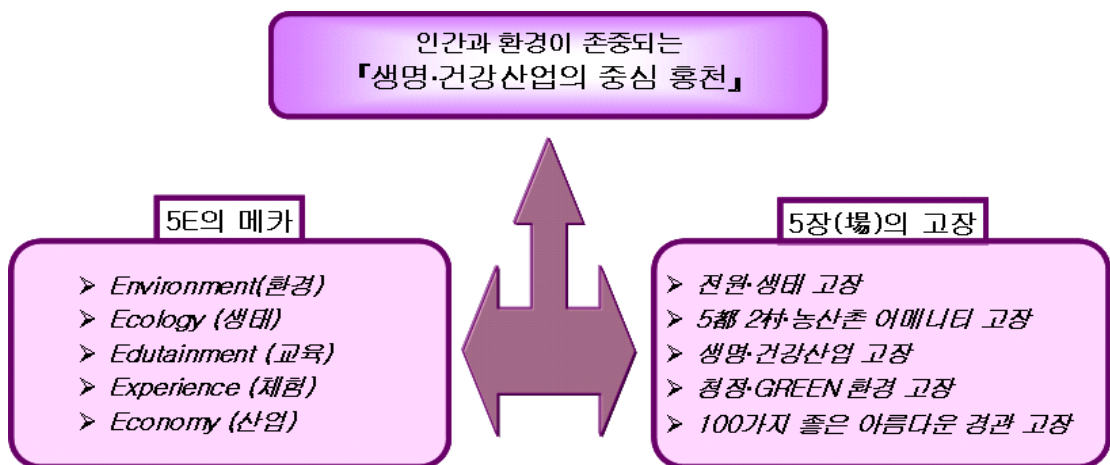 인간과 환경이 존중되는
『생명·건강산업의 중심 홍천』
5E의 메카
➢ Environment(환경)
➢ Ecology (생태)
➢ Edutainment (교육)
➢ Experience (체험)
➢ Economy (산업)
5장(場)의 고장
➢ 전원·생태 고장
➢ 5都 2村·농산촌 어메니티 고장
➢ 생명·건강산업 고장
➢ 청정·GREEN 환경 고장
➢ 100가지 좋은 아름다운 경관 고장